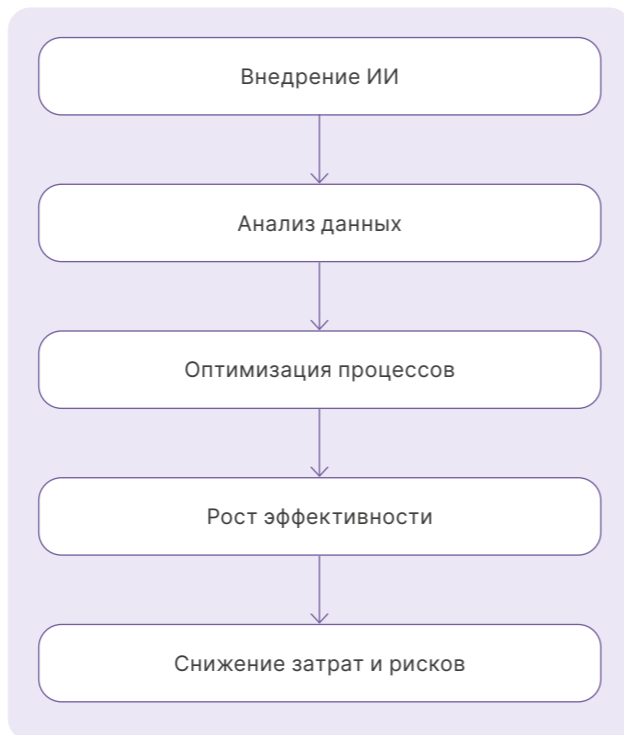 Внедрение ИИ
Анализ данных
Оптимизация процессов
Рост эффективности
Снижение затрат и рисков